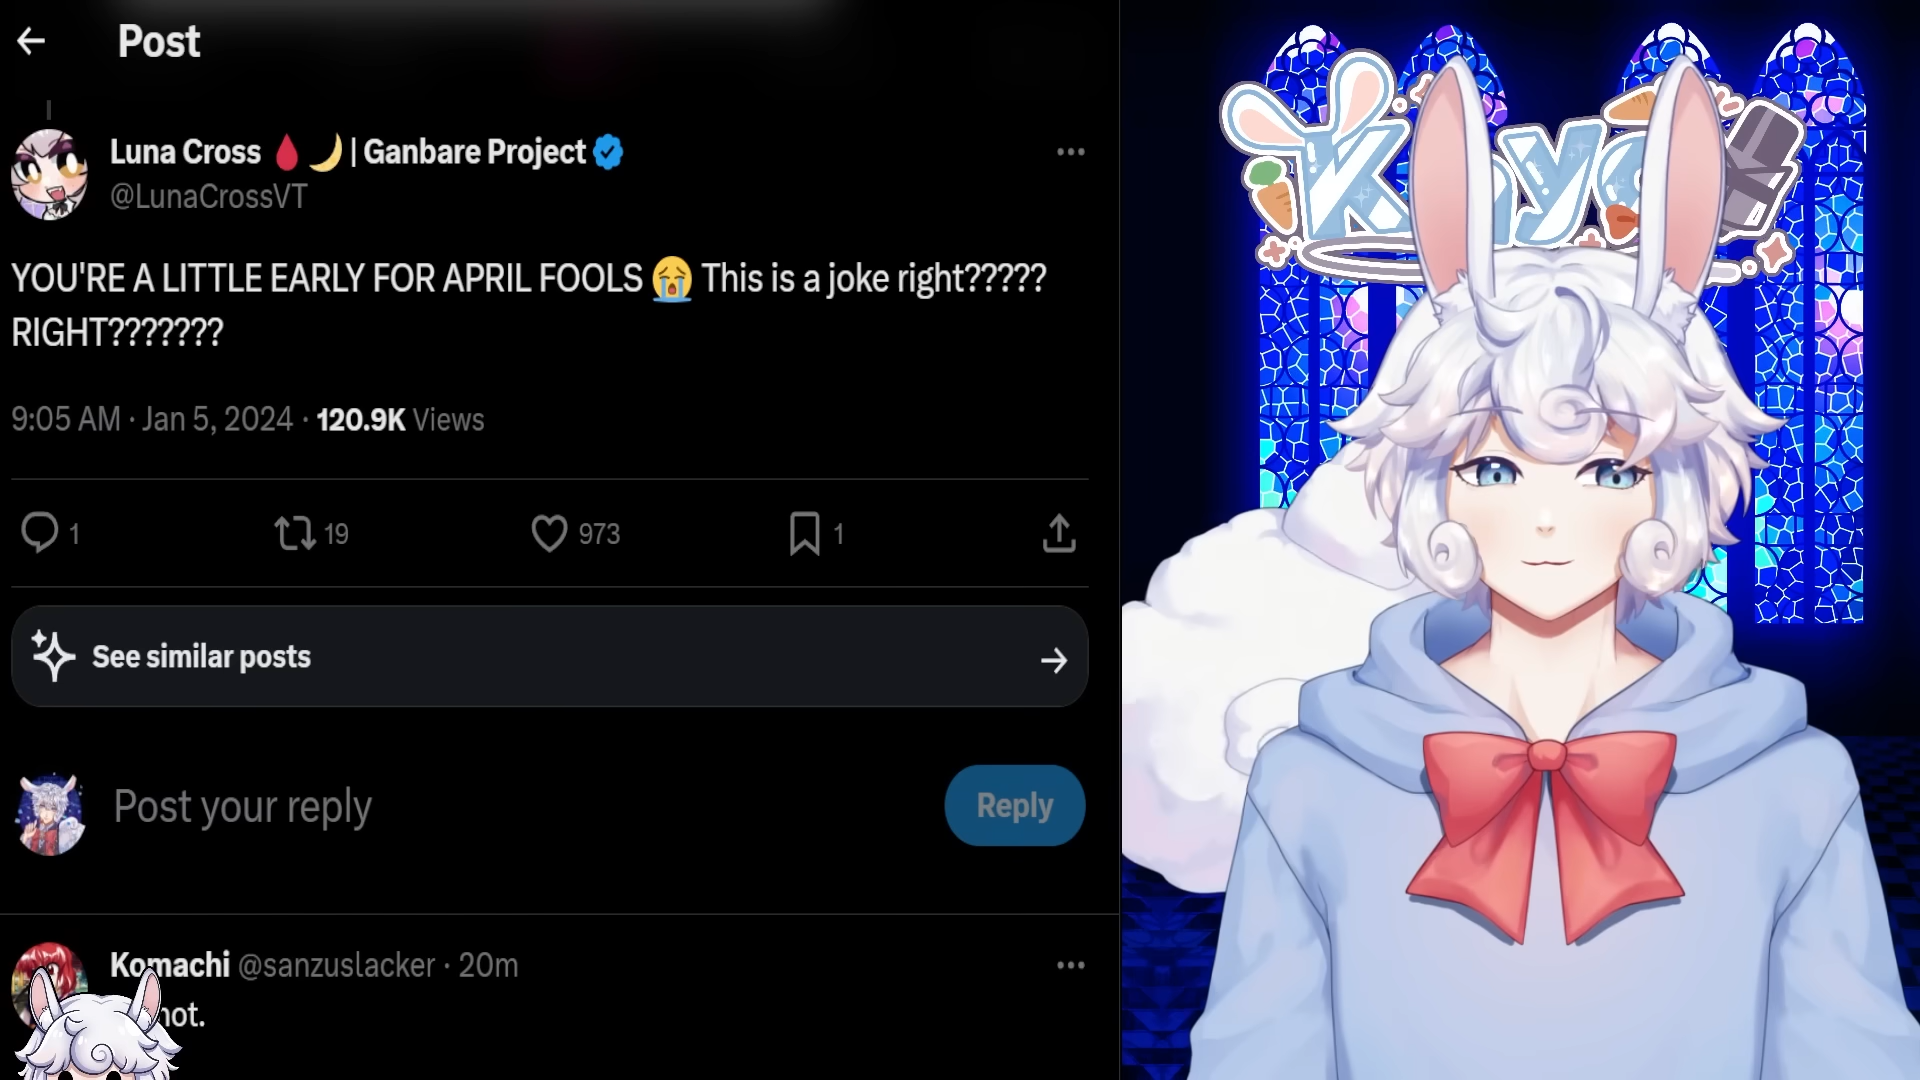 Post
Luna Cross 🩸🌙 | Ganbare Project
@LunaCrossVT
YOU'RE A LITTLE EARLY FOR APRIL FOOLS 😭 This is a joke right?????
RIGHT???????
9:05 AM · Jan 5, 2024 · 120.9K Views
1
19
973
1
See similar posts
Post your reply
Reply
Komachi @sanzuslacker · 20m
not.